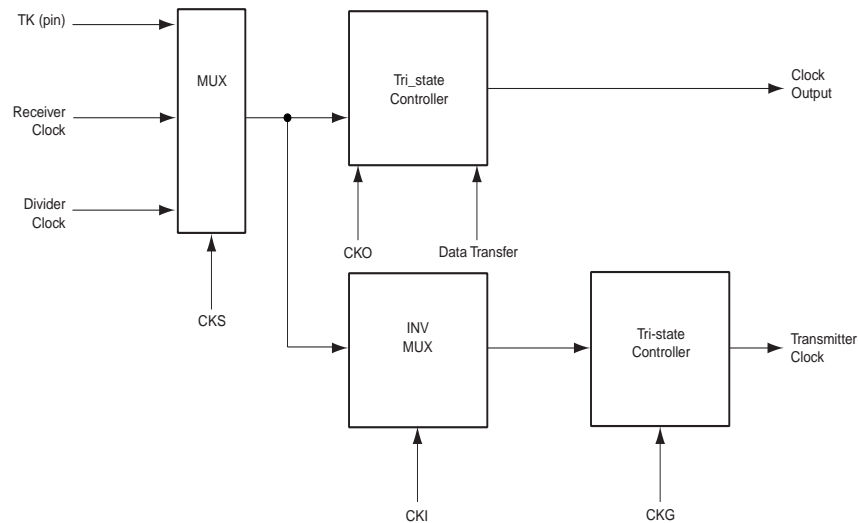 TK (pin)
MUX
Tri_state
Controller
Clock
Output
Receiver
Clock
Divider
Clock
CKO
Data Transfer
CKS
INV
MUX
Tri-state
Controller
Transmitter
Clock
CKI
CKG